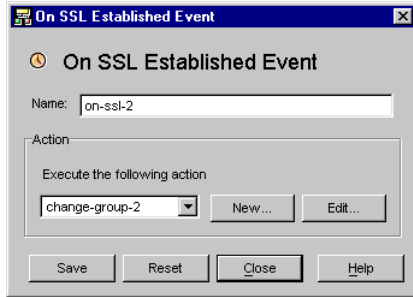 On SSL Established Event
On SSL Established Event
Name: on-ssl-2
Action
Execute the following action
change-group-2 New... Edit...
Save Reset Close Help